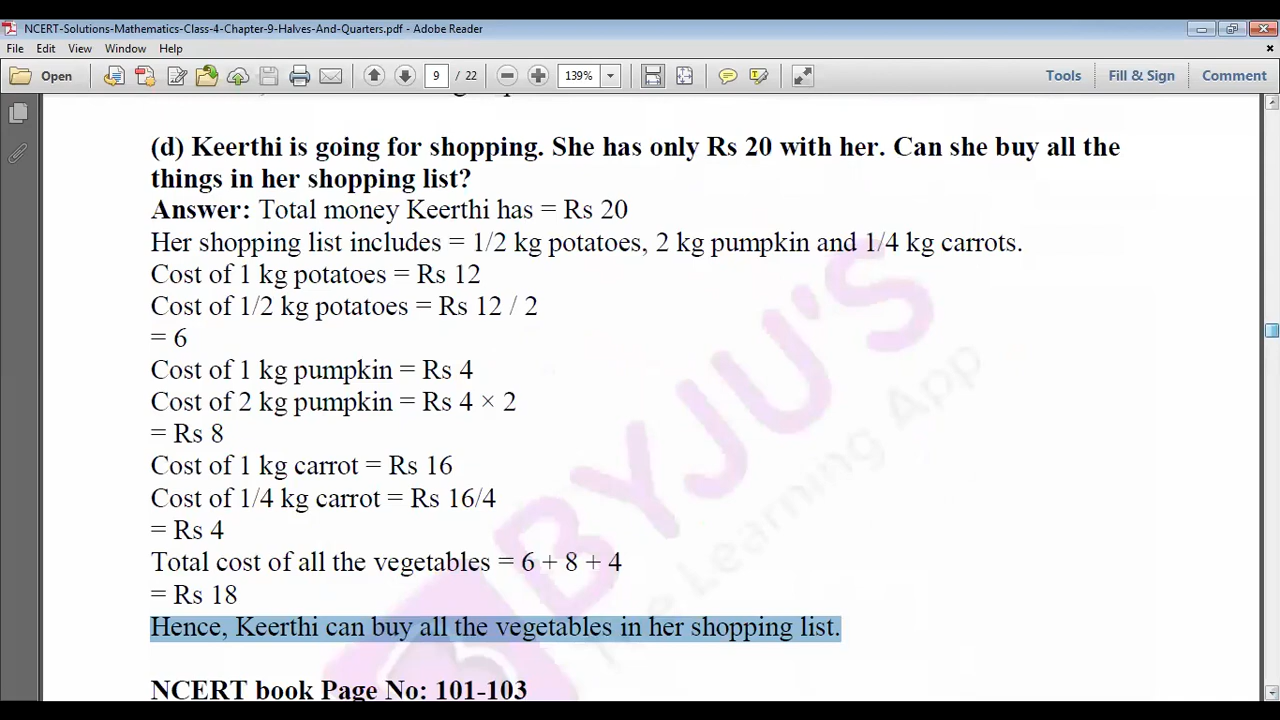 NCERT-Solutions-Mathematics-Class-4-Chapter-9-Halves-And-Quarters.pdf - Adobe Reader
File Edit View Window Help
Open 9 / 22 139% Tools Fill & Sign Comment
(d) Keerthi is going for shopping. She has only Rs 20 with her. Can she buy all the
things in her shopping list?
Answer: Total money Keerthi has = Rs 20
Her shopping list includes = 1/2 kg potatoes, 2 kg pumpkin and 1/4 kg carrots.
Cost of 1 kg potatoes = Rs 12
Cost of 1/2 kg potatoes = Rs 12 / 2
= 6
Cost of 1 kg pumpkin = Rs 4
Cost of 2 kg pumpkin = Rs 4 × 2
= Rs 8
Cost of 1 kg carrot = Rs 16
Cost of 1/4 kg carrot = Rs 16/4
= Rs 4
Total cost of all the vegetables = 6 + 8 + 4
= Rs 18
Hence, Keerthi can buy all the vegetables in her shopping list.
NCERT book Page No: 101-103
BYJU'S
The Learning App